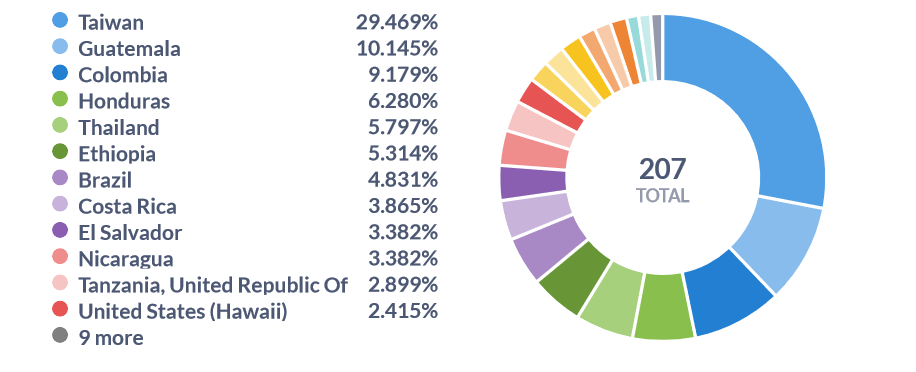 Taiwan 29.469%
Guatemala 10.145%
Colombia 9.179%
Honduras 6.280%
Thailand 5.797%
Ethiopia 5.314%
Brazil 4.831%
Costa Rica 3.865%
El Salvador 3.382%
Nicaragua 3.382%
Tanzania, United Republic Of 2.899%
United States (Hawaii) 2.415%
9 more
207
TOTAL